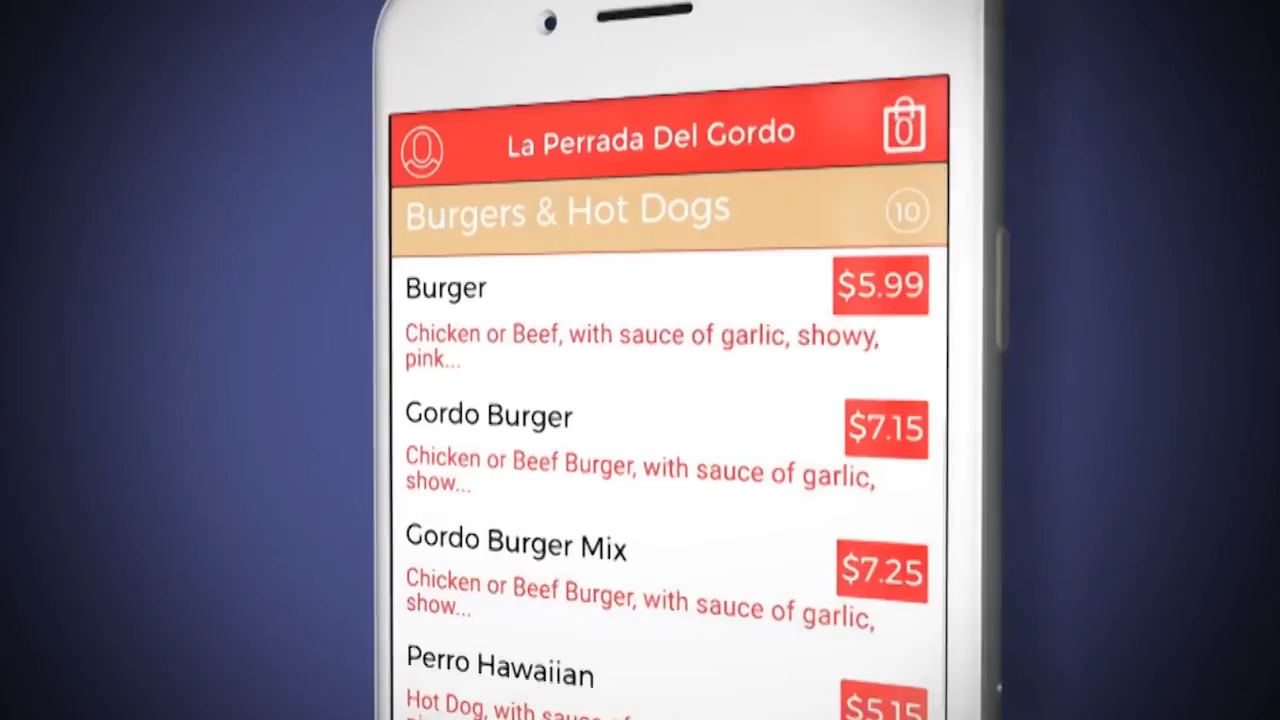 La Perrada Del Gordo
0
Burgers & Hot Dogs
10
Burger
$5.99
Chicken or Beef, with sauce of garlic, showy,
pink...
Gordo Burger
$7.15
Chicken or Beef Burger, with sauce of garlic,
show...
Gordo Burger Mix
$7.25
Chicken or Beef Burger, with sauce of garlic,
show...
Perro Hawaiian
$5.15
Hot Dog, with sauce of